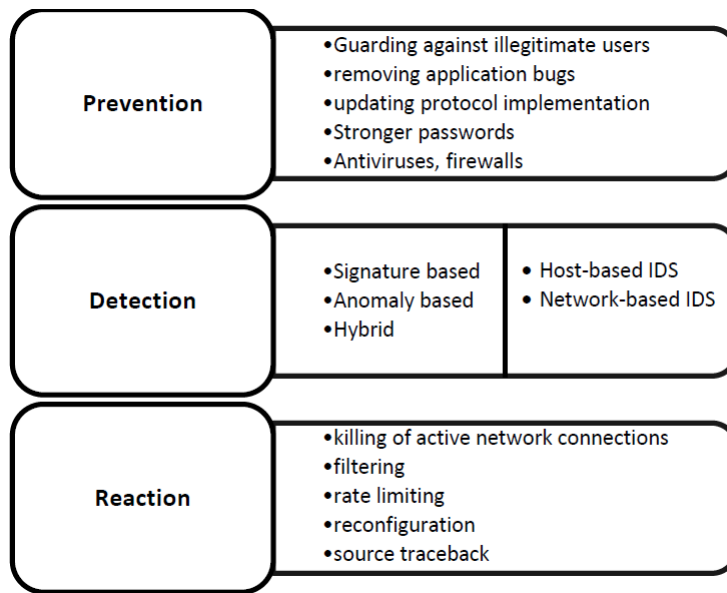 Prevention
•Guarding against illegitimate users
•removing application bugs
•updating protocol implementation
•Stronger passwords
•Antiviruses, firewalls
Detection
•Signature based
•Anomaly based
•Hybrid
• Host-based IDS
• Network-based IDS
Reaction
•killing of active network connections
•filtering
•rate limiting
•reconfiguration
•source traceback